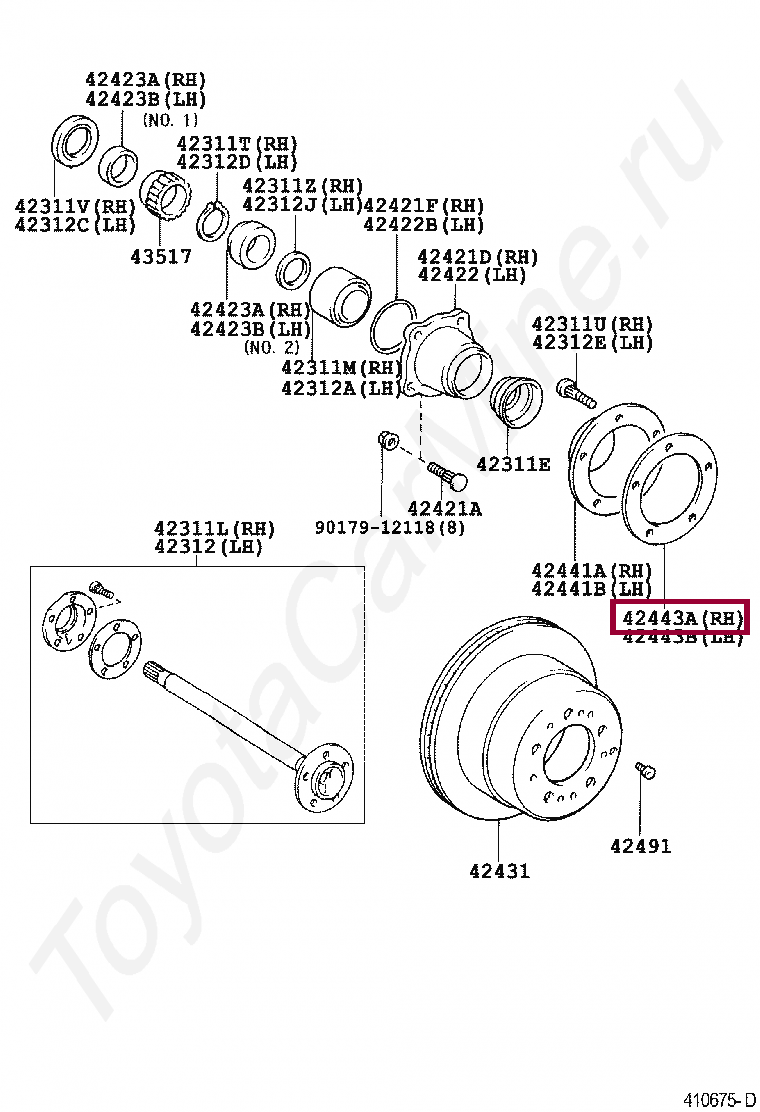 42423A(RH)
42423B(LH)
(NO. 1)
42311T(RH)
42312D(LH)
42311Z(RH)
42312J(LH)
42421F(RH)
42422B(LH)
42311V(RH)
42312C(LH)
43517
42421D(RH)
42422(LH)
42423A(RH)
42423B(LH)
(NO. 2)
42311U(RH)
42312E(LH)
42311M(RH)
42312A(LH)
42311E
42421A
90179-12118(8)
42311L(RH)
42312(LH)
42441A(RH)
42441B(LH)
42443A(RH)
42443B(LH)
42491
42431
ToyotaCarVine.ru
410675-D